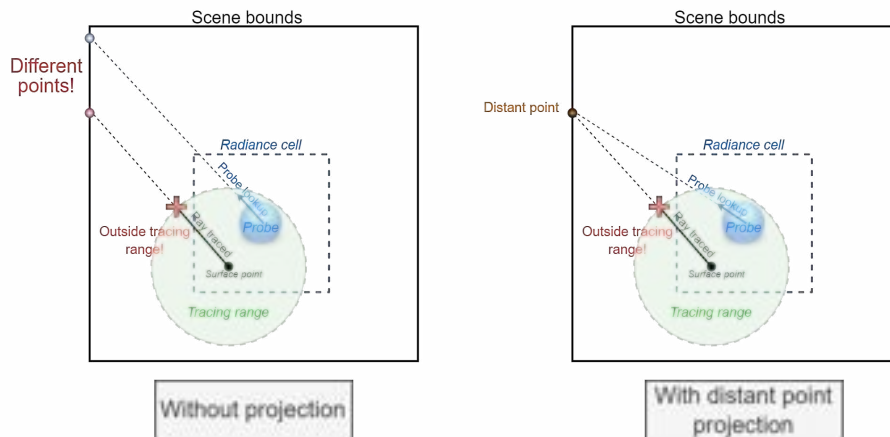 Scene bounds
Different
points!
Radiance cell
Probe lookup
Probe
Outside tracing
range!
Ray traced
Surface point
Tracing range
Without projection
Scene bounds
Distant point
Radiance cell
Probe lookup
Probe
Outside tracing
range!
Ray traced
Surface point
Tracing range
With distant point
projection